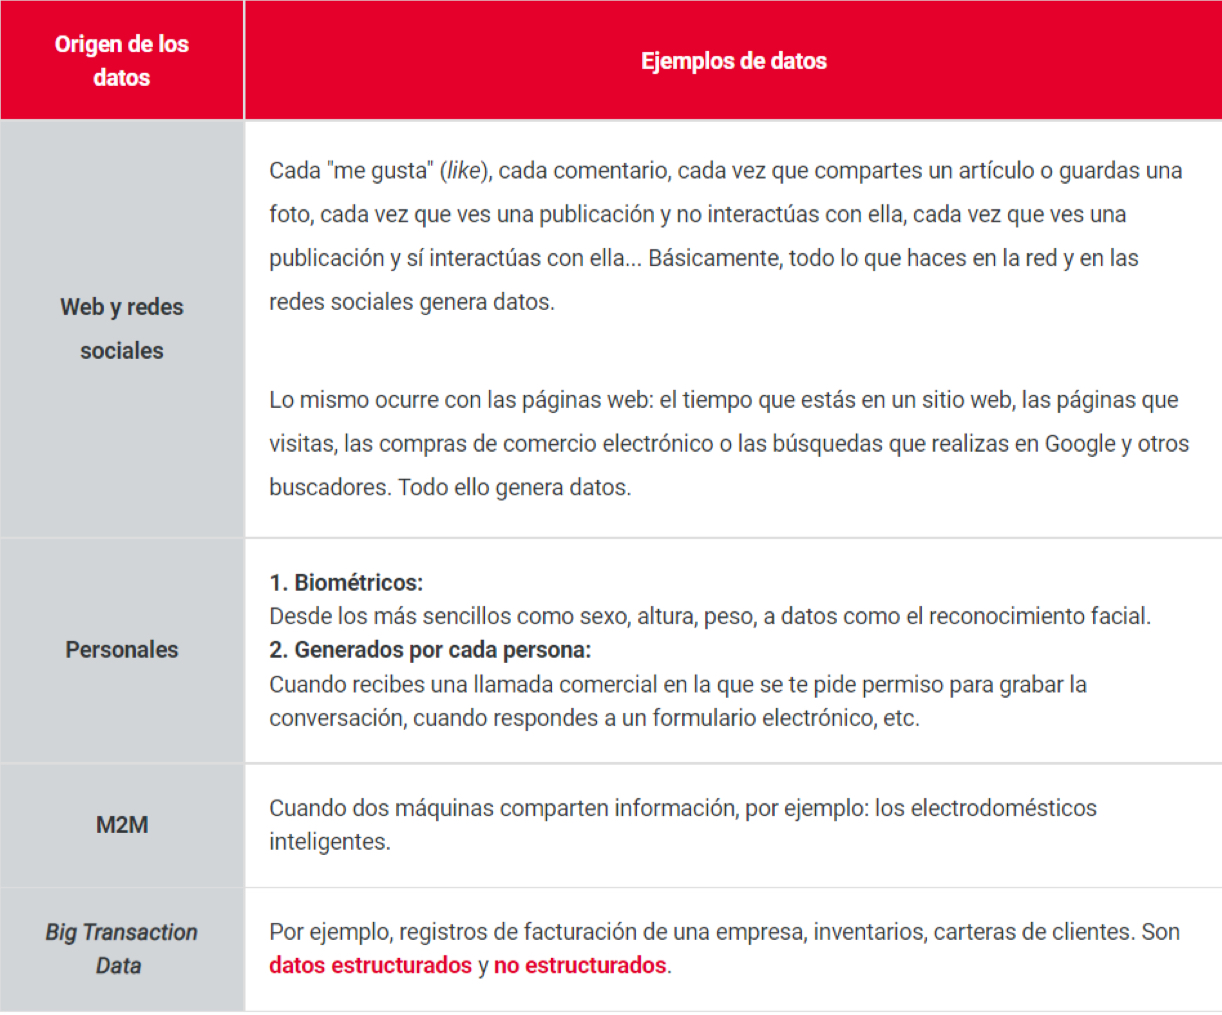 Origen de los
datos
Ejemplos de datos
Web y redes
sociales
Cada "me gusta" (like), cada comentario, cada vez que compartes un artículo o guardas una
foto, cada vez que ves una publicación y no interactúas con ella, cada vez que ves una
publicación y sí interactúas con ella... Básicamente, todo lo que haces en la red y en las
redes sociales genera datos.
Lo mismo ocurre con las páginas web: el tiempo que estás en un sitio web, las páginas que
visitas, las compras de comercio electrónico o las búsquedas que realizas en Google y otros
buscadores. Todo ello genera datos.
Personales
1. Biométricos:
Desde los más sencillos como sexo, altura, peso, a datos como el reconocimiento facial.
2. Generados por cada persona:
Cuando recibes una llamada comercial en la que se te pide permiso para grabar la
conversación, cuando respondes a un formulario electrónico, etc.
M2M
Cuando dos máquinas comparten información, por ejemplo: los electrodomésticos
inteligentes.
Big Transaction
Data
Por ejemplo, registros de facturación de una empresa, inventarios, carteras de clientes. Son
datos estructurados y no estructurados.